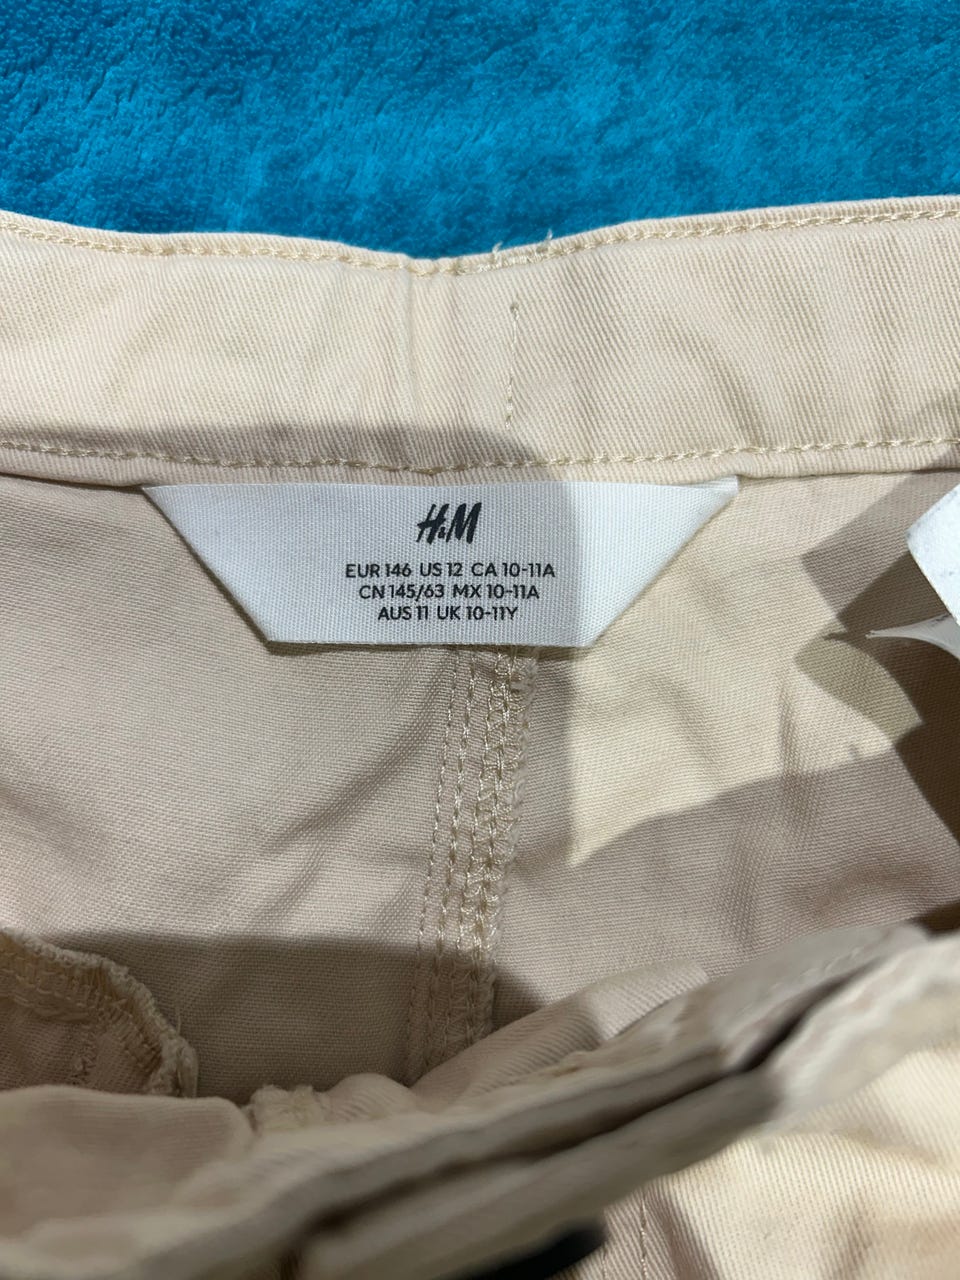 H&M
EUR 146 US 12 CA 10-11A
CN 145/63 MX 10-11A
AUS 11 UK 10-11Y